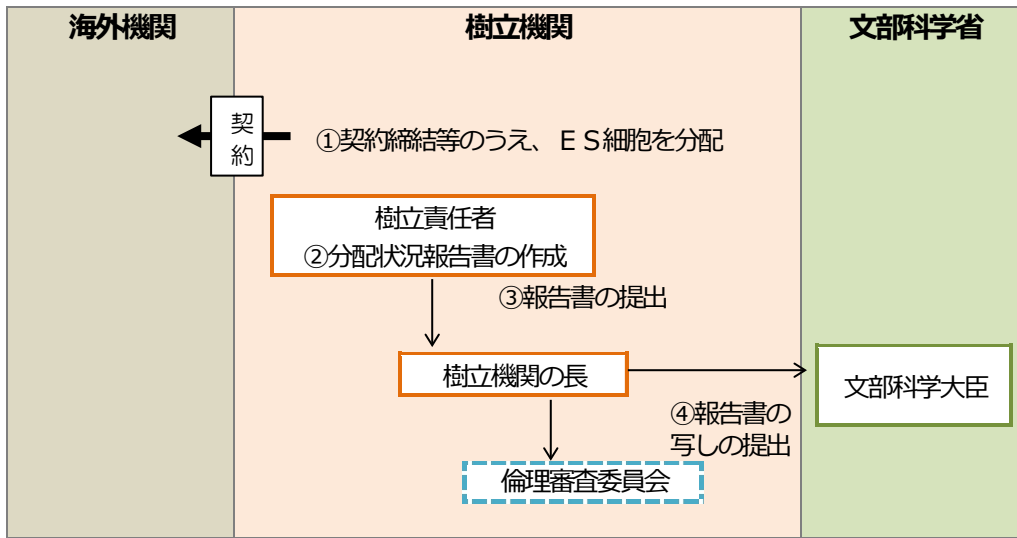 海外機関
樹立機関
文部科学省
契
約
①契約締結等のうえ、ＥＳ細胞を分配
樹立責任者
②分配状況報告書の作成
③報告書の提出
樹立機関の長
文部科学大臣
④報告書の
写しの提出
倫理審査委員会